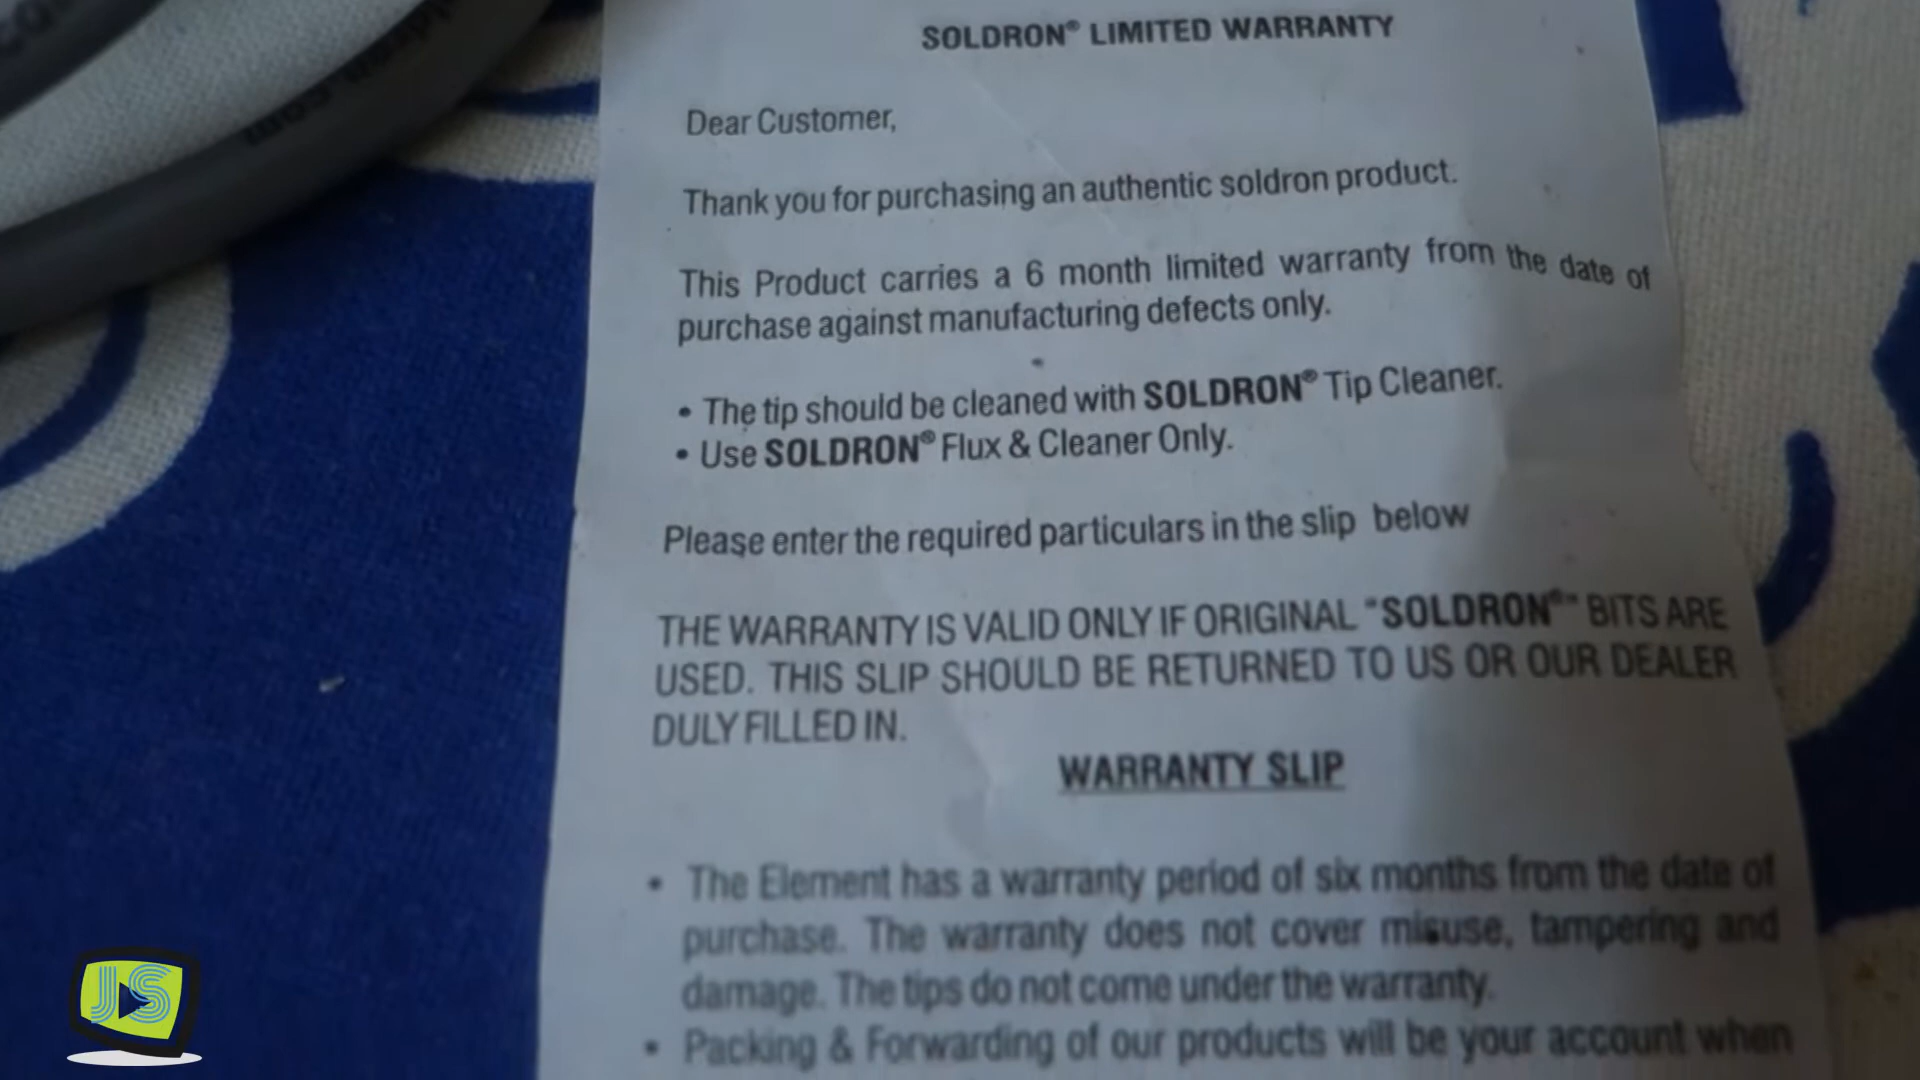 SOLDRON® LIMITED WARRANTY
Dear Customer,
Thank you for purchasing an authentic soldron product.
This Product carries a 6 month limited warranty from the date of
purchase against manufacturing defects only.
• The tip should be cleaned with SOLDRON® Tip Cleaner.
• Use SOLDRON® Flux & Cleaner Only.
Please enter the required particulars in the slip below
THE WARRANTY IS VALID ONLY IF ORIGINAL "SOLDRON®" BITS ARE
USED. THIS SLIP SHOULD BE RETURNED TO US OR OUR DEALER
DULY FILLED IN.
WARRANTY SLIP
• The Element has a warranty period of six months from the date of
purchase. The warranty does not cover misuse, tampering and
damage. The tips do not come under the warranty.
• Packing & Forwarding of our products will be your account when
JS